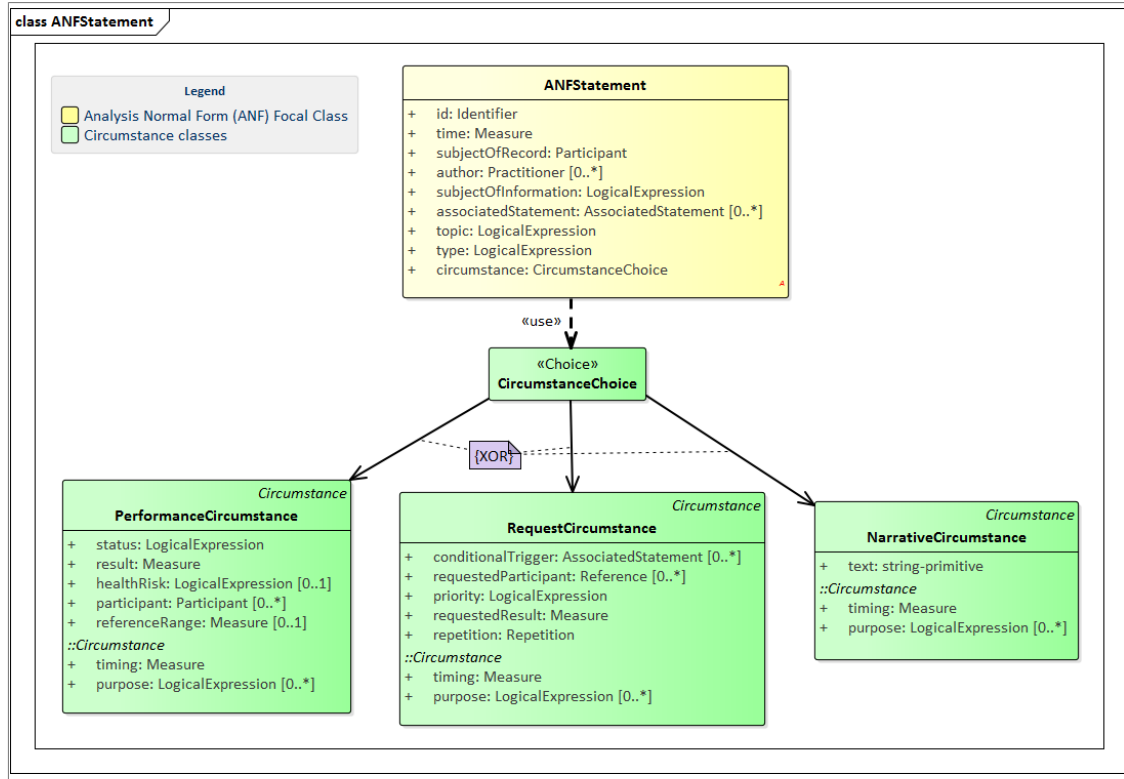 class ANFStatement
Legend
Analysis Normal Form (ANF) Focal Class
Circumstance classes
ANFStatement
+ id: Identifier
+ time: Measure
+ subjectOfRecord: Participant
+ author: Practitioner [0..*]
+ subjectOfInformation: LogicalExpression
+ associatedStatement: AssociatedStatement [0..*]
+ topic: LogicalExpression
+ type: LogicalExpression
+ circumstance: CircumstanceChoice
A
«use»
«Choice»
CircumstanceChoice
{XOR}
Circumstance
PerformanceCircumstance
+ status: LogicalExpression
+ result: Measure
+ healthRisk: LogicalExpression [0..1]
+ participant: Participant [0..*]
+ referenceRange: Measure [0..1]
::Circumstance
+ timing: Measure
+ purpose: LogicalExpression [0..*]
Circumstance
RequestCircumstance
+ conditionalTrigger: AssociatedStatement [0..*]
+ requestedParticipant: Reference [0..*]
+ priority: LogicalExpression
+ requestedResult: Measure
+ repetition: Repetition
::Circumstance
+ timing: Measure
+ purpose: LogicalExpression [0..*]
Circumstance
NarrativeCircumstance
+ text: string-primitive
::Circumstance
+ timing: Measure
+ purpose: LogicalExpression [0..*]